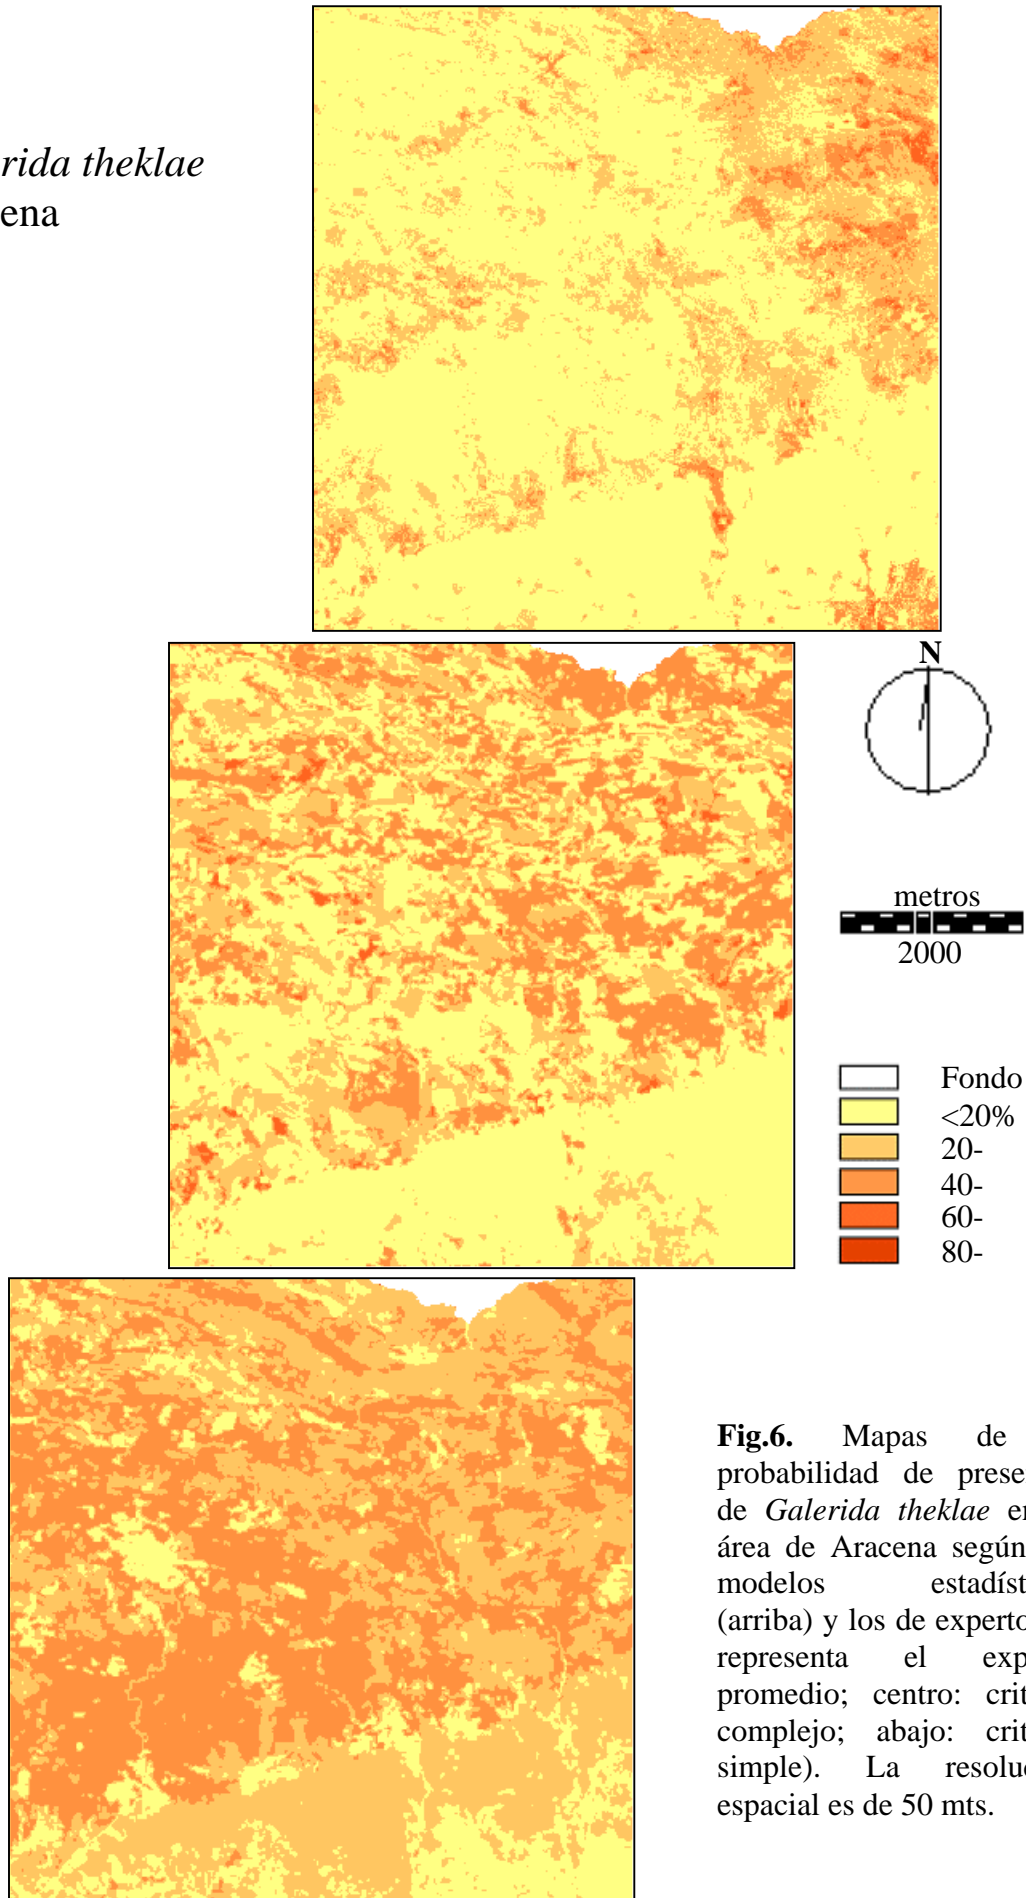 rida theklae
ena
N
metros
2000
Fondo
<20%
20-
40-
60-
80-
Fig.6. Mapas de
probabilidad de prese
de Galerida theklae e
área de Aracena según
modelos estadíst
(arriba) y los de experto
representa el exp
promedio; centro: crit
complejo; abajo: crit
simple). La resolu
espacial es de 50 mts.